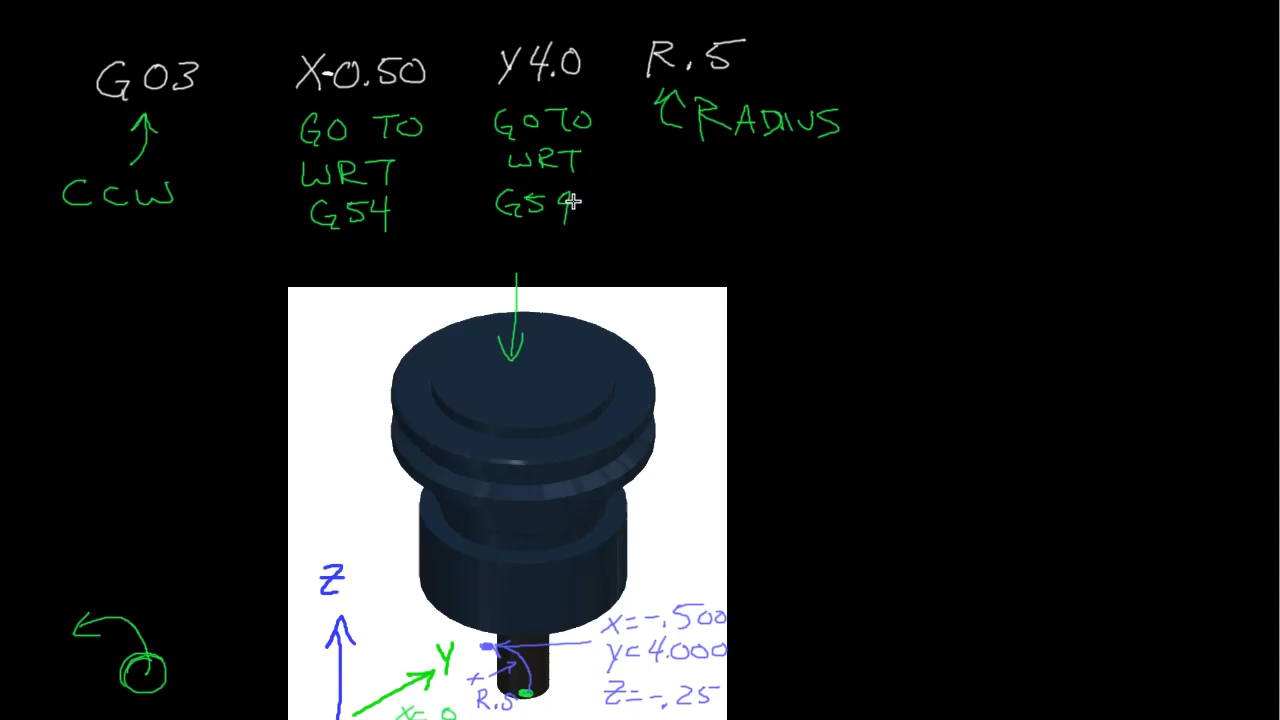 G03 X-0.50 Y4.0 R.5
CCW
GO TO
WRT
G54
GO TO
WRT
G54
RADIUS
Z
Y
X=0
R.5
X=-.500
Y=4.000
Z=-.25